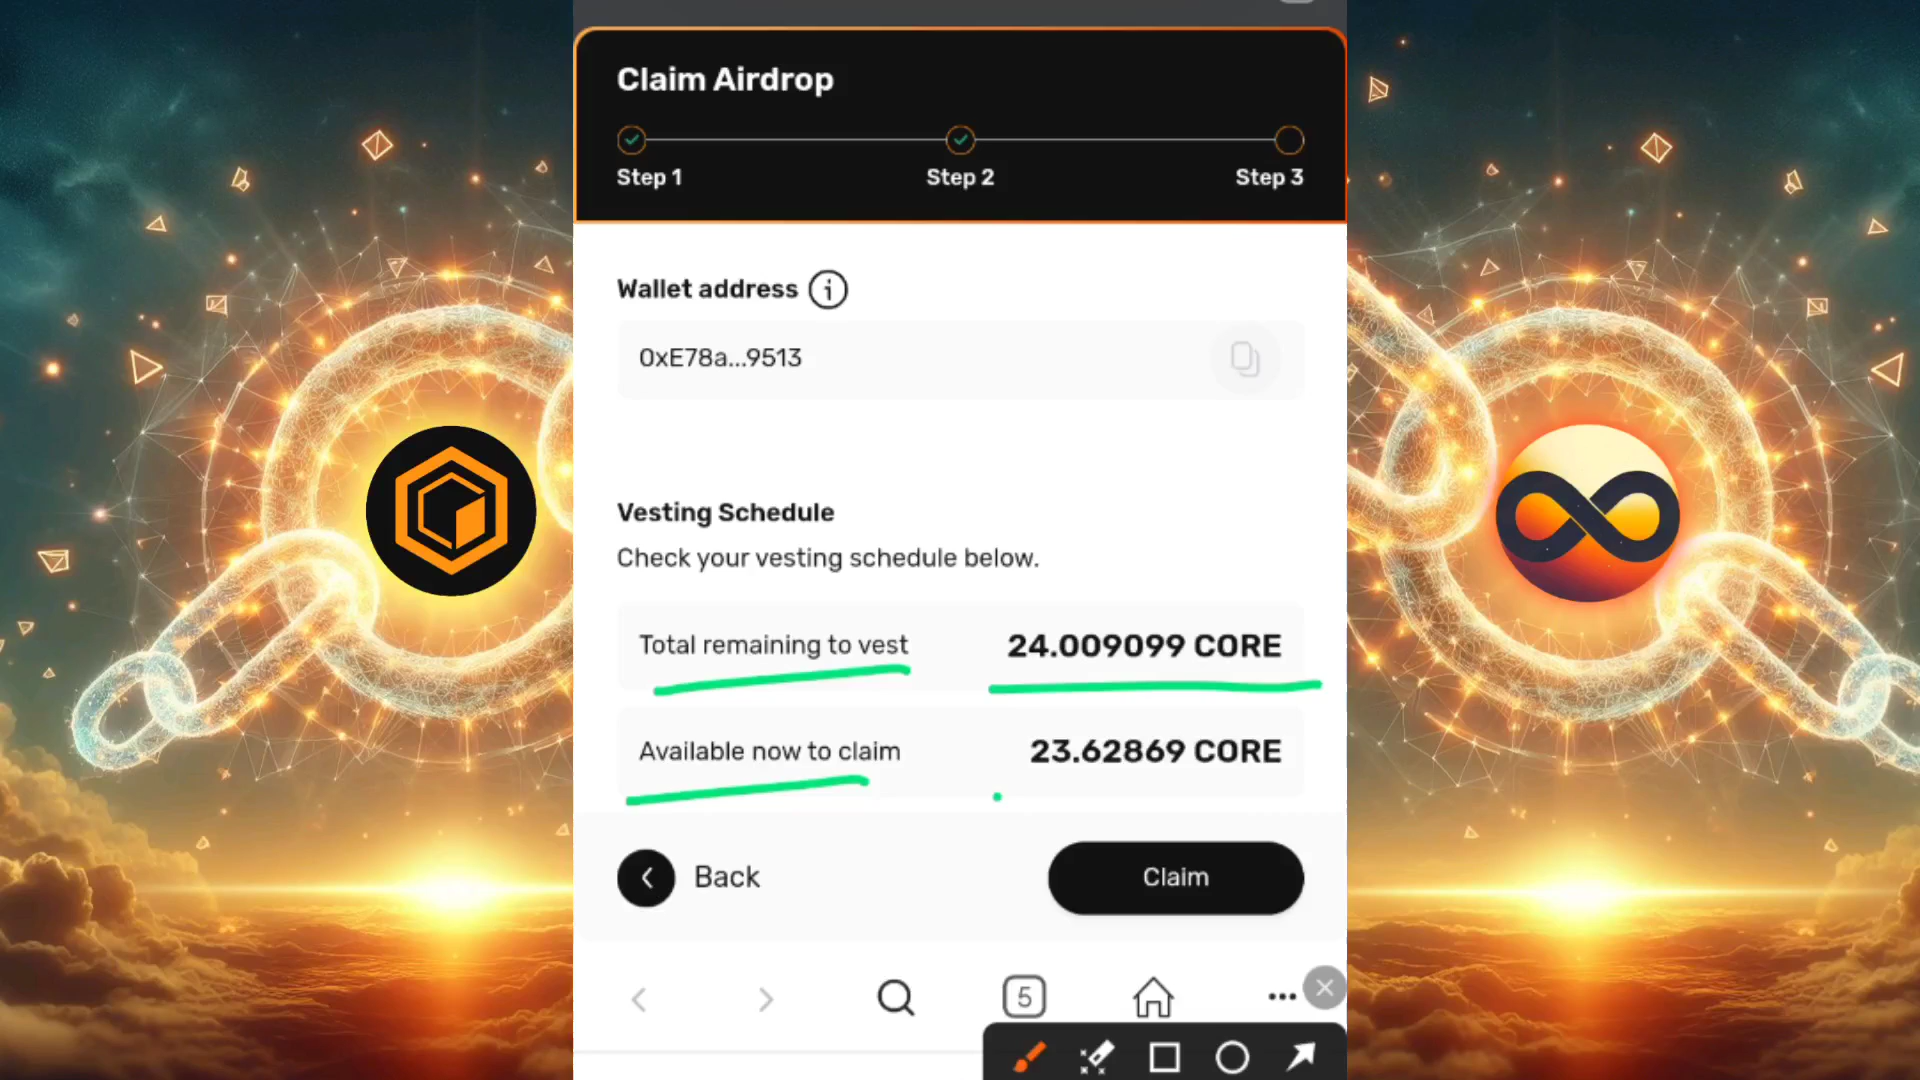 Claim Airdrop
Step 1 Step 2 Step 3
Wallet address
0xE78a...9513
Vesting Schedule
Check your vesting schedule below.
Total remaining to vest 24.009099 CORE
Available now to claim 23.62869 CORE
Back Claim
5